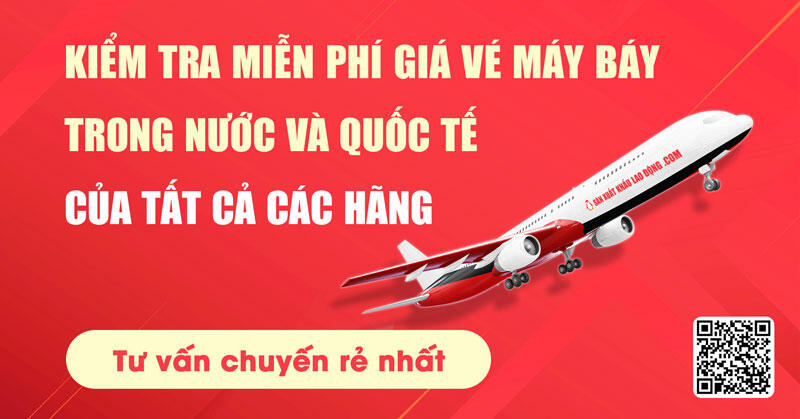 KIỂM TRA MIỄN PHÍ GIÁ VÉ MÁY BÁY
TRONG NƯỚC VÀ QUỐC TẾ
CỦA TẤT CẢ CÁC HÃNG
SÀN XUẤT KHẨU LAO ĐỘNG .COM
Tư vấn chuyến rẻ nhất